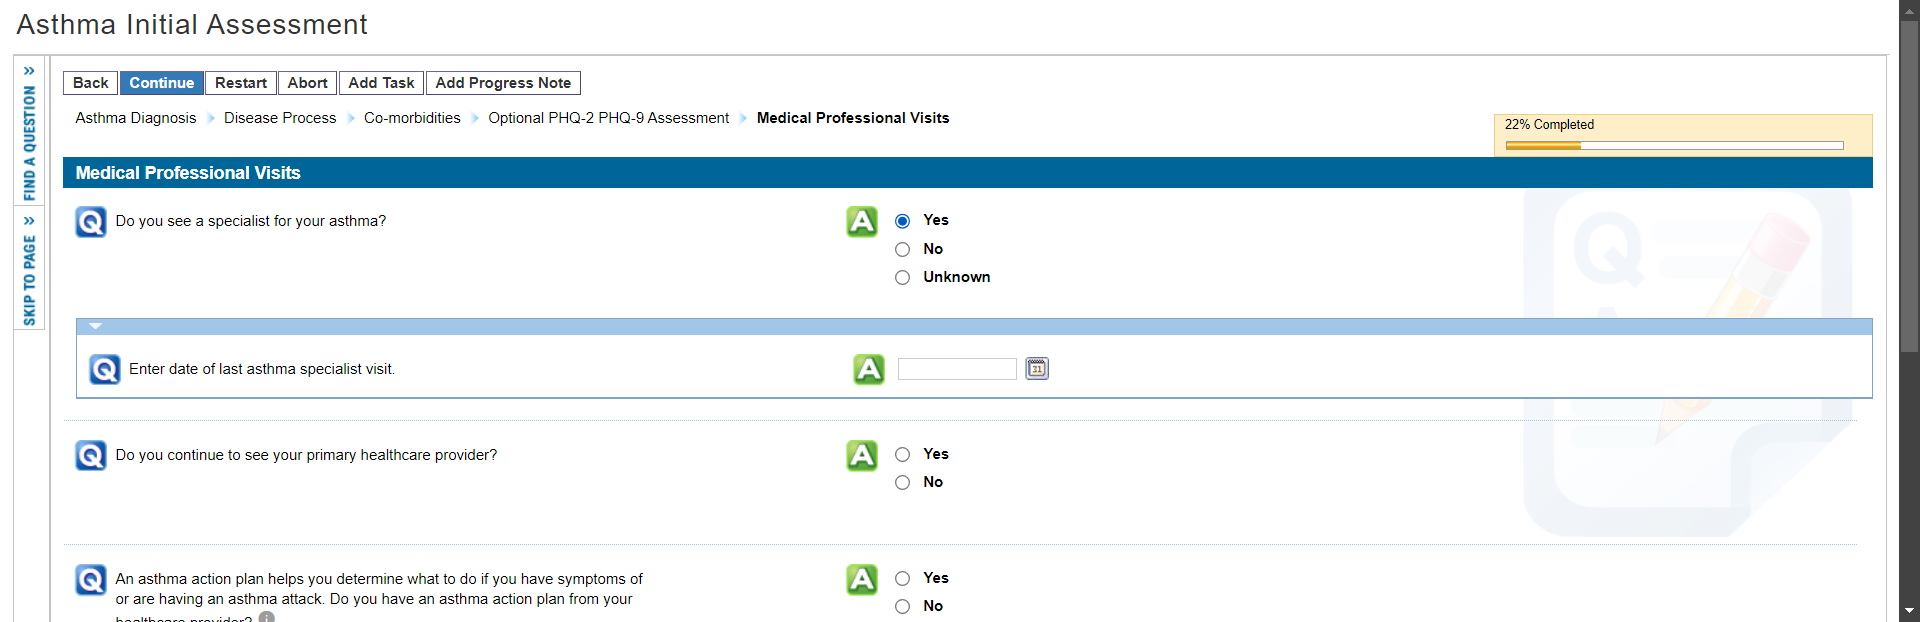 Asthma Initial Assessment
FIND A QUESTION
SKIP TO PAGE
Back Continue Restart Abort Add Task Add Progress Note
Asthma Diagnosis Disease Process Co-morbidities Optional PHQ-2 PHQ-9 Assessment Medical Professional Visits
22% Completed
Medical Professional Visits
Q Do you see a specialist for your asthma?
A Yes
No
Unknown
Q Enter date of last asthma specialist visit.
A 31
Q Do you continue to see your primary healthcare provider?
A Yes
No
Q An asthma action plan helps you determine what to do if you have symptoms of
or are having an asthma attack. Do you have an asthma action plan from your
healthcare provider? i
A Yes
No